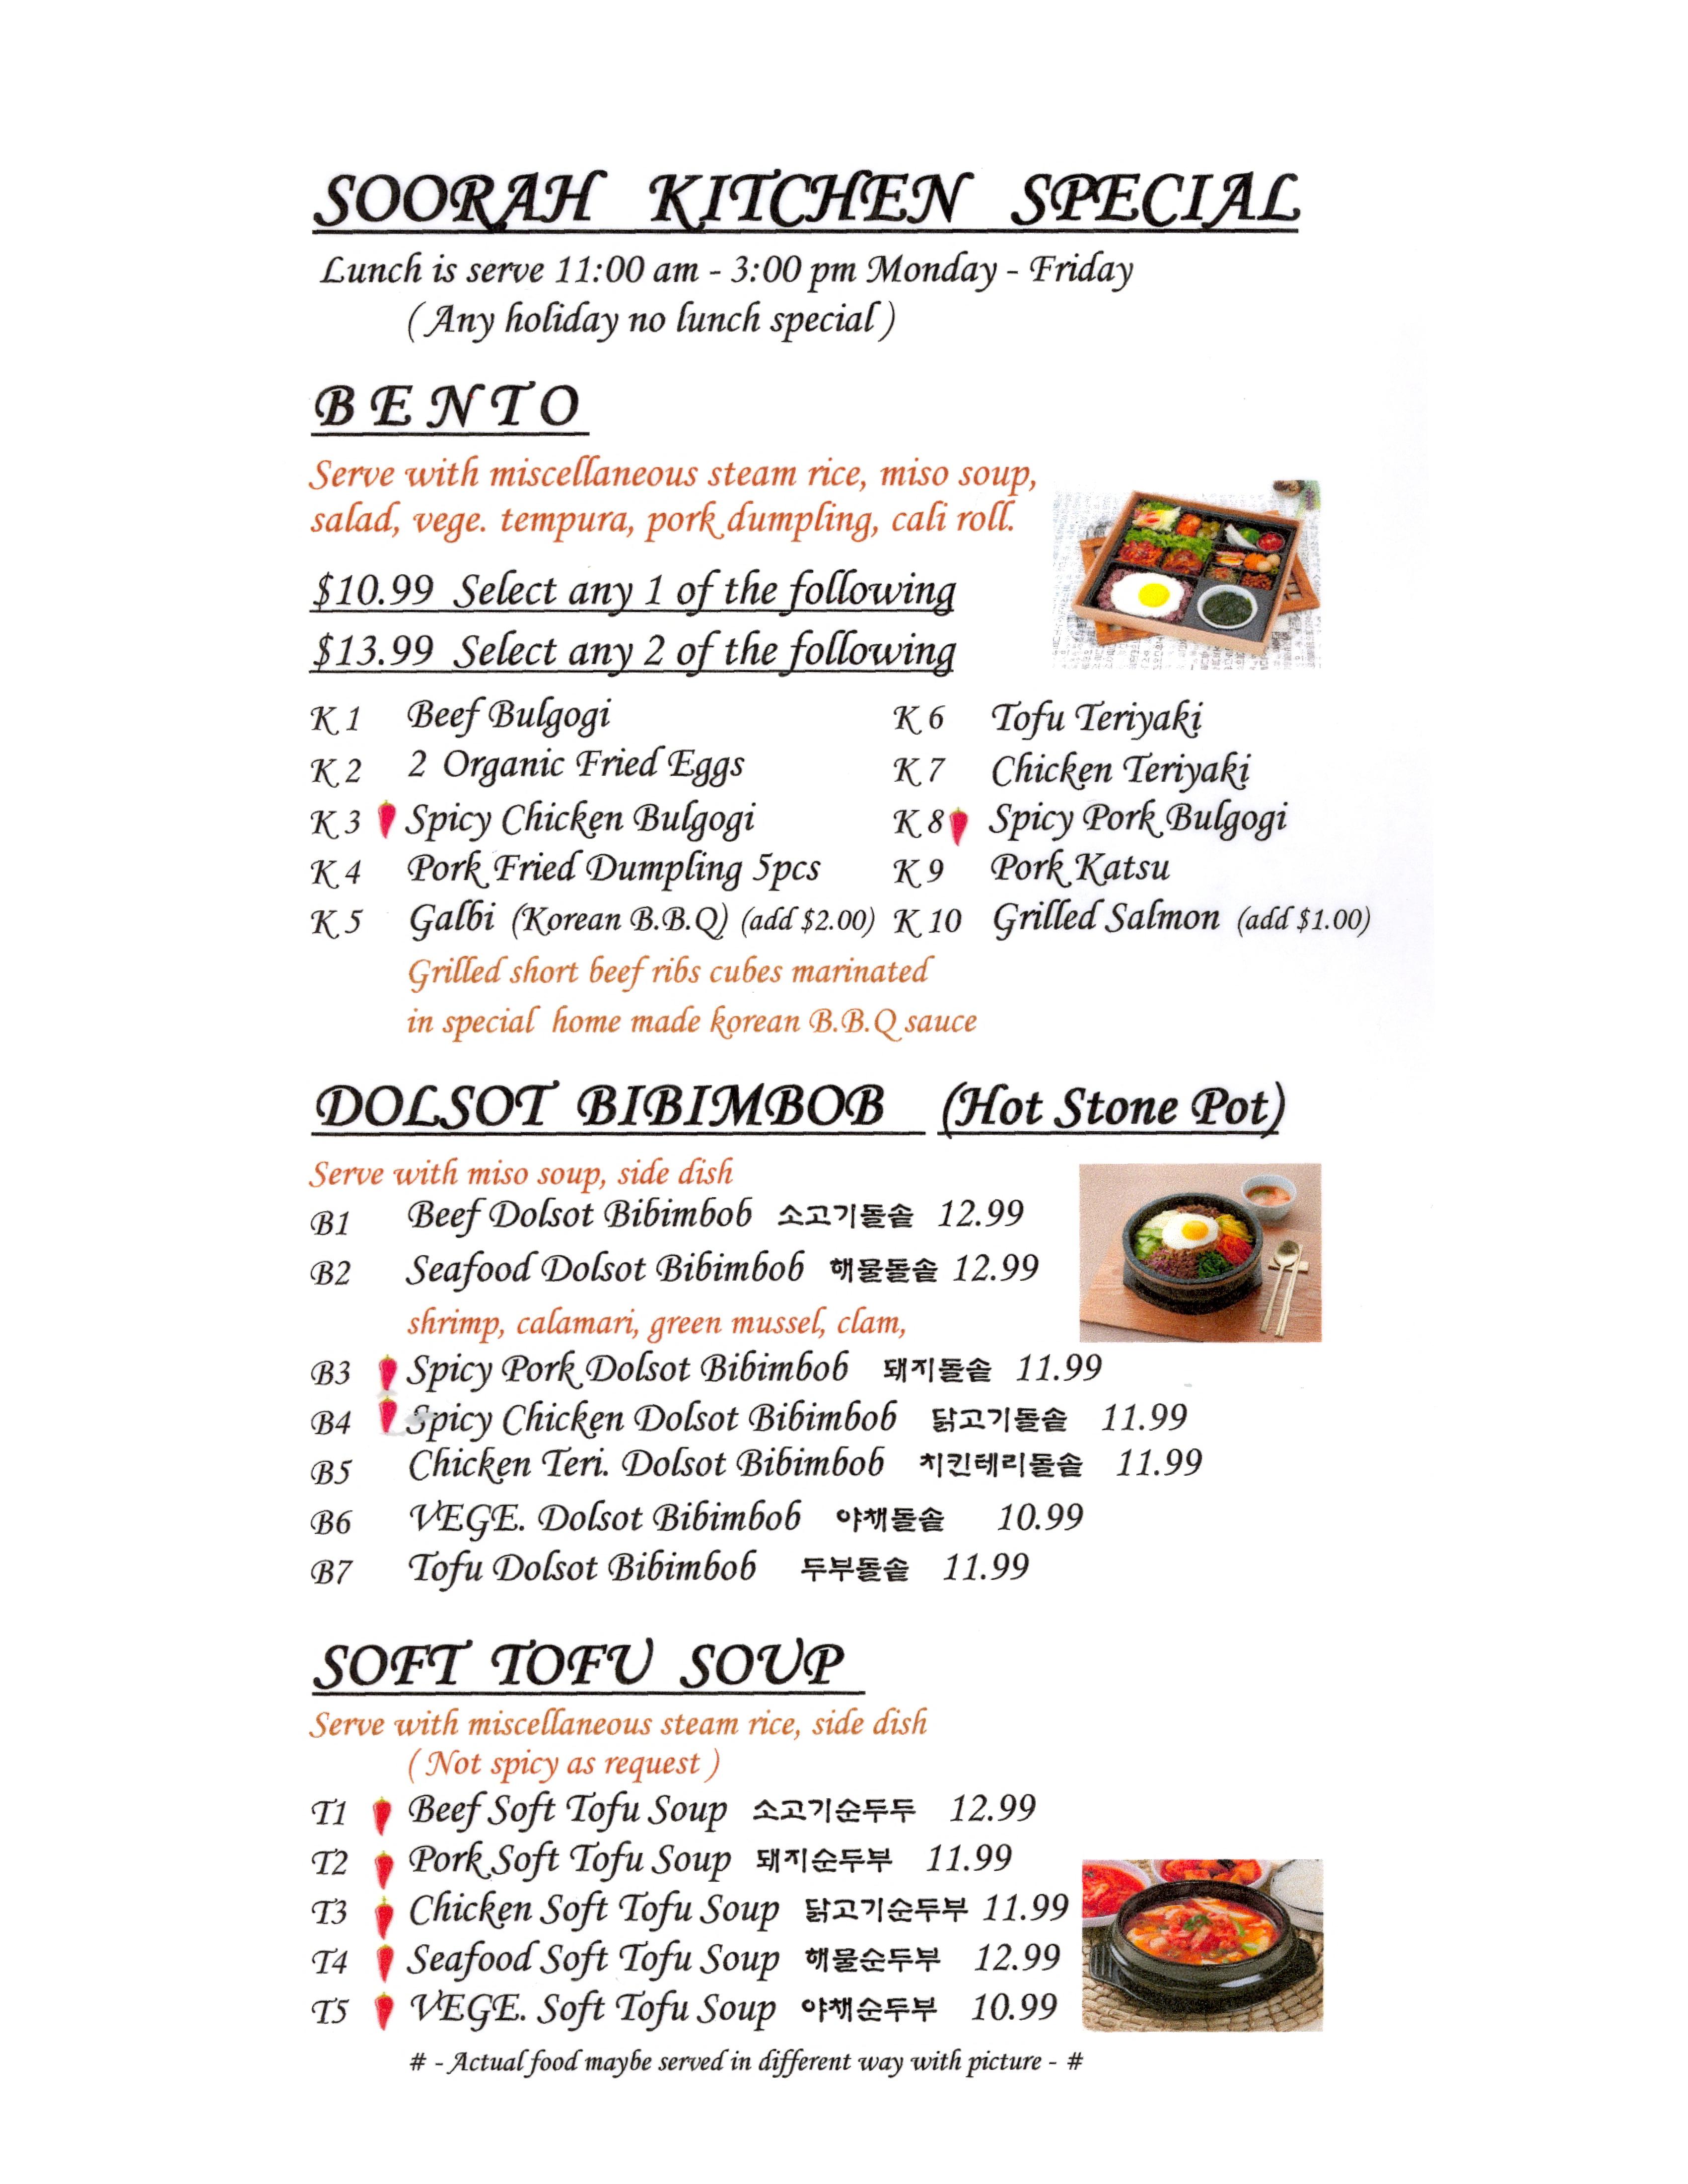 SOORAH KITCHEN SPECIAL
Lunch is serve 11:00 am - 3:00 pm Monday - Friday
( Any holiday no lunch special )
BENTO
Serve with miscellaneous steam rice, miso soup,
salad, vege. tempura, pork dumpling, cali roll.
$10.99 Select any 1 of the following
$13.99 Select any 2 of the following
K 1 Beef Bulgogi
K 2 2 Organic Fried Eggs
K 3 Spicy Chicken Bulgogi
K 4 Pork Fried Dumpling 5pcs
K 5 Galbi (Korean B.B.Q) (add $2.00)
Grilled short beef ribs cubes marinated
in special home made korean B.B.Q sauce
K 6 Tofu Teriyaki
K 7 Chicken Teriyaki
K 8 Spicy Pork Bulgogi
K 9 Pork Katsu
K 10 Grilled Salmon (add $1.00)
DOLSOT BIBIMBOB (Hot Stone Pot)
Serve with miso soup, side dish
B1 Beef Dolsot Bibimbob 소고기돌솥 12.99
B2 Seafood Dolsot Bibimbob 해물돌솥 12.99
shrimp, calamari, green mussel, clam,
B3 Spicy Pork Dolsot Bibimbob 돼지돌솥 11.99
B4 Spicy Chicken Dolsot Bibimbob 닭고기돌솥 11.99
B5 Chicken Teri. Dolsot Bibimbob 치킨테리돌솥 11.99
B6 VEGE. Dolsot Bibimbob 야채돌솥 10.99
B7 Tofu Dolsot Bibimbob 두부돌솥 11.99
SOFT TOFU SOUP
Serve with miscellaneous steam rice, side dish
( Not spicy as request )
T1 Beef Soft Tofu Soup 소고기순두두 12.99
T2 Pork Soft Tofu Soup 돼지순두부 11.99
T3 Chicken Soft Tofu Soup 닭고기순두부 11.99
T4 Seafood Soft Tofu Soup 해물순두부 12.99
T5 VEGE. Soft Tofu Soup 야채순두부 10.99
# - Actual food maybe served in different way with picture - #